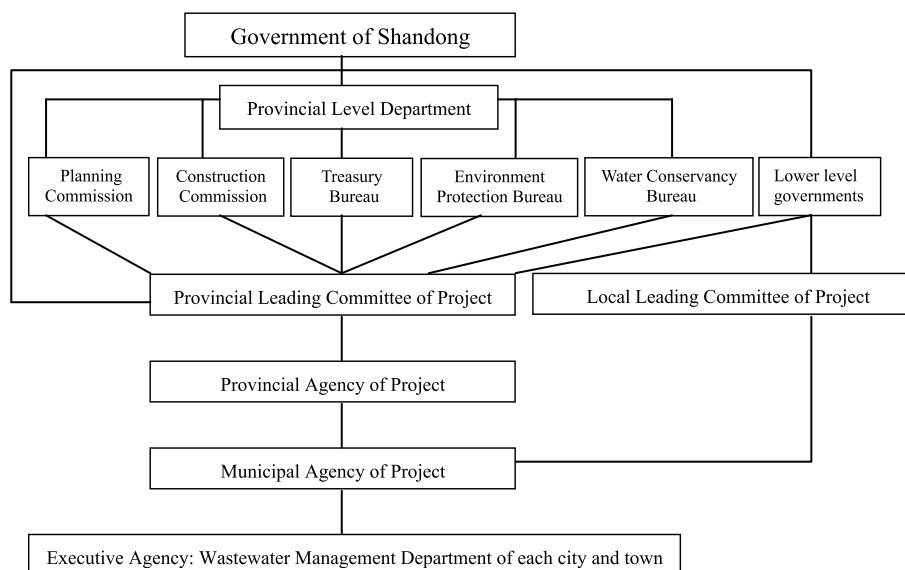 Government of Shandong
Provincial Level Department
Planning
Commission
Construction
Commission
Treasury
Bureau
Environment
Protection Bureau
Water Conservancy
Bureau
Lower level
governments
Provincial Leading Committee of Project
Local Leading Committee of Project
Provincial Agency of Project
Municipal Agency of Project
Executive Agency: Wastewater Management Department of each city and town